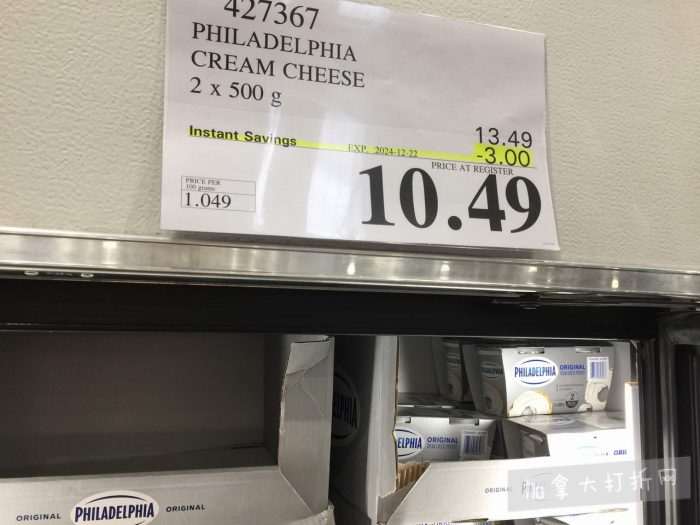 427367
PHILADELPHIA
CREAM CHEESE
2 x 500 g
13.49
Instant Savings EXP. 2024-12-22 -3.00
PRICE AT REGISTER
10.49
PRICE PER
100 grams
1.049
PHILADELPHIA ORIGINAL
PHILADELPHIA ORIGINAL
ORIGINAL PHILADELPHIA ORIGINAL
ORIGINAL
加拿大打折网